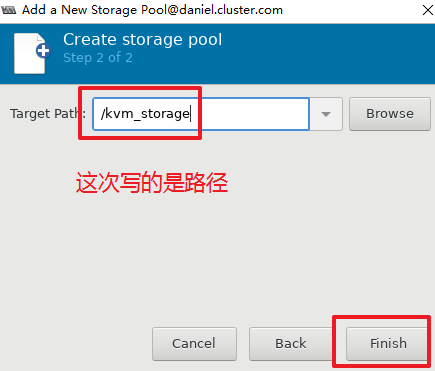 Add a New Storage Pool@daniel.cluster.com
Create storage pool
Step 2 of 2
Target Path: /kvm_storage Browse
这次写的是路径
Cancel Back Finish